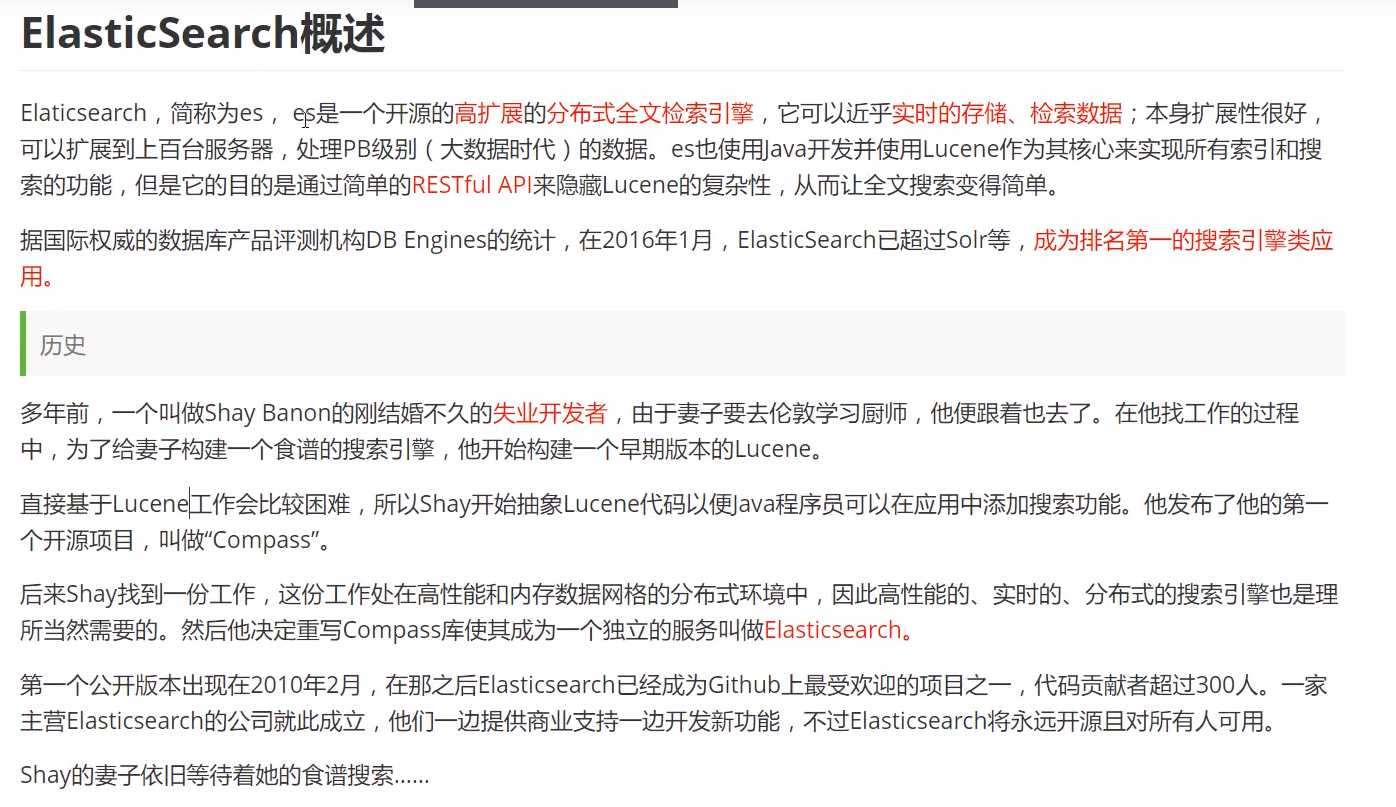 ElasticSearch概述
Elaticsearch，简称为es， es是一个开源的高扩展的分布式全文检索引擎，它可以近乎实时的存储、检索数据；本身扩展性很好，
可以扩展到上百台服务器，处理PB级别（大数据时代）的数据。es也使用Java开发并使用Lucene作为其核心来实现所有索引和搜
索的功能，但是它的目的是通过简单的RESTful API来隐藏Lucene的复杂性，从而让全文搜索变得简单。
据国际权威的数据库产品评测机构DB Engines的统计，在2016年1月，ElasticSearch已超过Solr等，成为排名第一的搜索引擎类应
用。
历史
多年前，一个叫做Shay Banon的刚结婚不久的失业开发者，由于妻子要去伦敦学习厨师，他便跟着也去了。在他找工作的过程
中，为了给妻子构建一个食谱的搜索引擎，他开始构建一个早期版本的Lucene。
直接基于Lucene工作会比较困难，所以Shay开始抽象Lucene代码以便Java程序员可以在应用中添加搜索功能。他发布了他的第一
个开源项目，叫做“Compass”。
后来Shay找到一份工作，这份工作处在高性能和内存数据网格的分布式环境中，因此高性能的、实时的、分布式的搜索引擎也是理
所当然需要的。然后他决定重写Compass库使其成为一个独立的服务叫做Elasticsearch。
第一个公开版本出现在2010年2月，在那之后Elasticsearch已经成为Github上最受欢迎的项目之一，代码贡献者超过300人。一家
主营Elasticsearch的公司就此成立，他们一边提供商业支持一边开发新功能，不过Elasticsearch将永远开源且对所有人可用。
Shay的妻子依旧等待着她的食谱搜索……